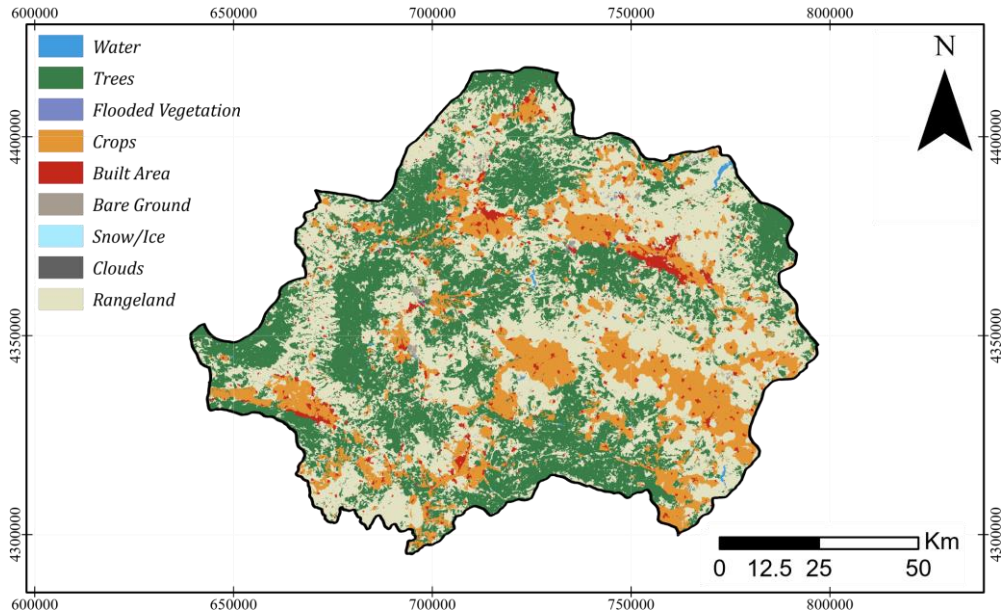 600000 650000 700000 750000 800000
Water
Trees
Flooded Vegetation
Crops
Built Area
Bare Ground
Snow/Ice
Clouds
Rangeland
N
4400000 4400000
4350000 4350000
4300000 4300000
Km
0 12.5 25 50
600000 650000 700000 750000 800000